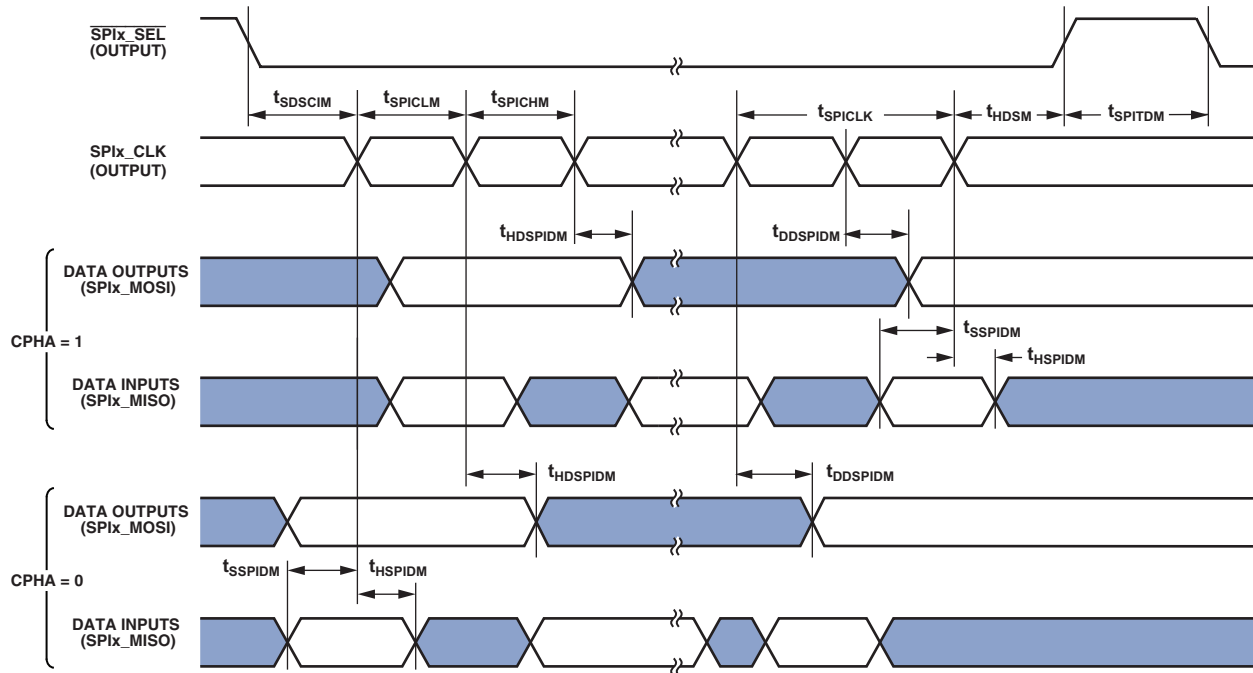 SPIx_SEL
(OUTPUT)
tSDSCIM
tSPICLM
tSPICHM
tSPICLK
tHDSM
tSPITDM
SPIx_CLK
(OUTPUT)
tHDSPIDM
tDDSPIDM
DATA OUTPUTS
(SPIx_MOSI)
tSSPIDM
CPHA = 1
tHSPIDM
DATA INPUTS
(SPIx_MISO)
tHDSPIDM
tDDSPIDM
DATA OUTPUTS
(SPIx_MOSI)
tSSPIDM
tHSPIDM
CPHA = 0
DATA INPUTS
(SPIx_MISO)